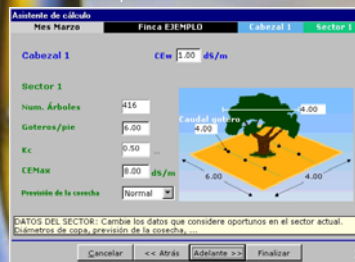 Asistente de cálculo
Mes Marzo Finca EJEMPLO Cabezal 1 Sector 1
Cabezal 1 CEw 1.00 dS/m
Sector 1
Num. Árboles 416
Goteros/pie 6.00
Kc 0.50 ...
CEMax 8.00 dS/m
Previsión de la cosecha Normal
4.00
Caudal gotero
4.00
6.00 4.00
DATOS DEL SECTOR: Cambie los datos que considere oportunos en el sector actual.
Diámetros de copa, previsión de la cosecha, ...
Cancelar << Atrás Adelante >> Finalizar